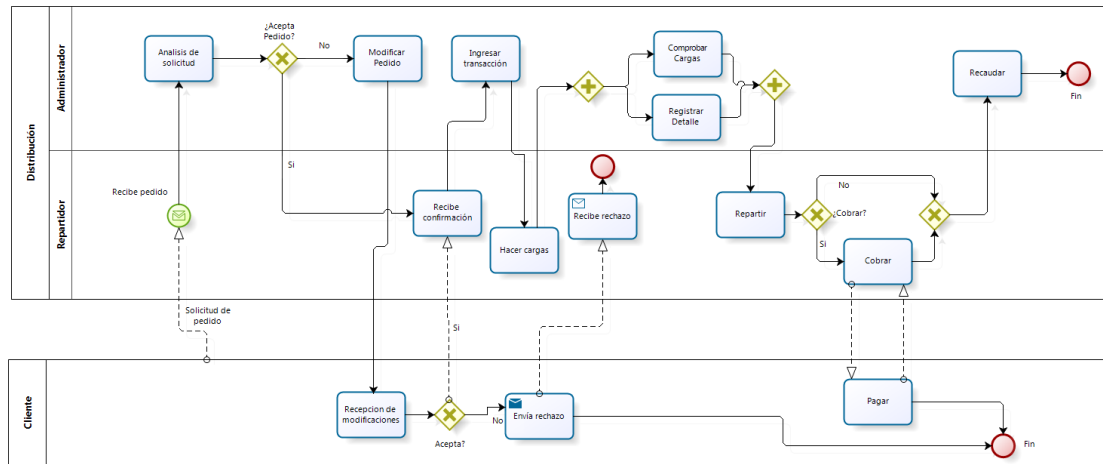 Distribución
Administrador
¿Acepta
Pedido?
Analisis de
solicitud
No
Modificar
Pedido
Ingresar
transacción
Comprobar
Cargas
Registrar
Detalle
Recaudar
Fin
Repartidor
Recibe pedido
Si
Recibe
confirmación
Hacer cargas
Recibe rechazo
Repartir
No
¿Cobrar?
Si
Cobrar
Solicitud de
pedido
Si
Cliente
Recepcion de
modificaciones
Acepta?
No
Envía rechazo
Pagar
Fin